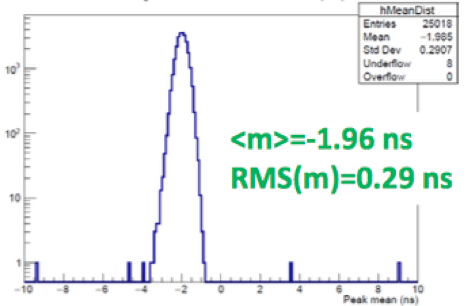 hMeanDist
Entries 25018
Mean -1.985
Std Dev 0.2907
Underflow 8
Overflow 0
10³
10²
10
1
<m>=-1.96 ns
RMS(m)=0.29 ns
-10 -8 -6 -4 -2 0 2 4 6 8 10
Peak mean (ns)